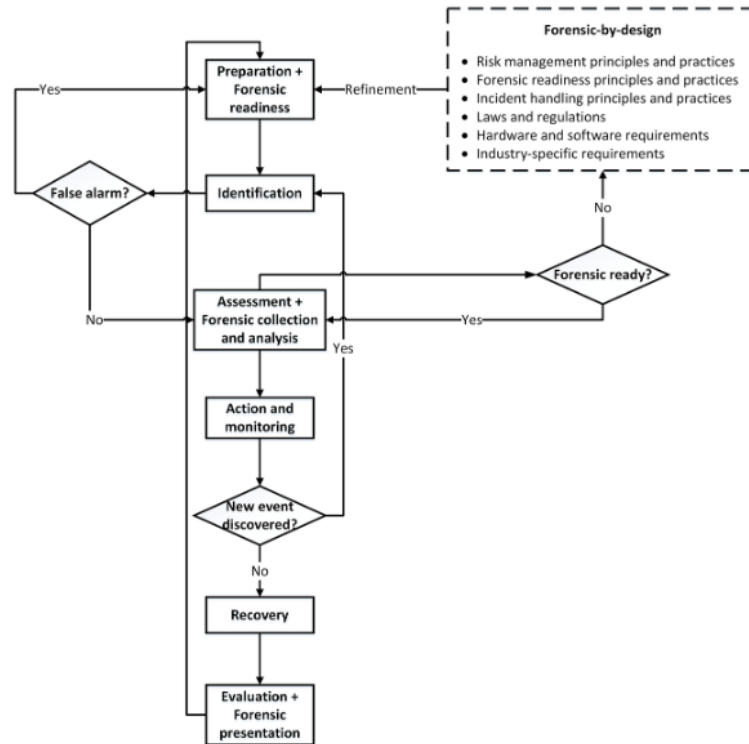 Forensic-by-design
• Risk management principles and practices
• Forensic readiness principles and practices
• Incident handling principles and practices
• Laws and regulations
• Hardware and software requirements
• Industry-specific requirements
Preparation +
Forensic
readiness
Refinement
Yes
False alarm?
Identification
No
No
Forensic ready?
Assessment +
Forensic collection
and analysis
Yes
Yes
Action and
monitoring
New event
discovered?
No
Recovery
Evaluation +
Forensic
presentation